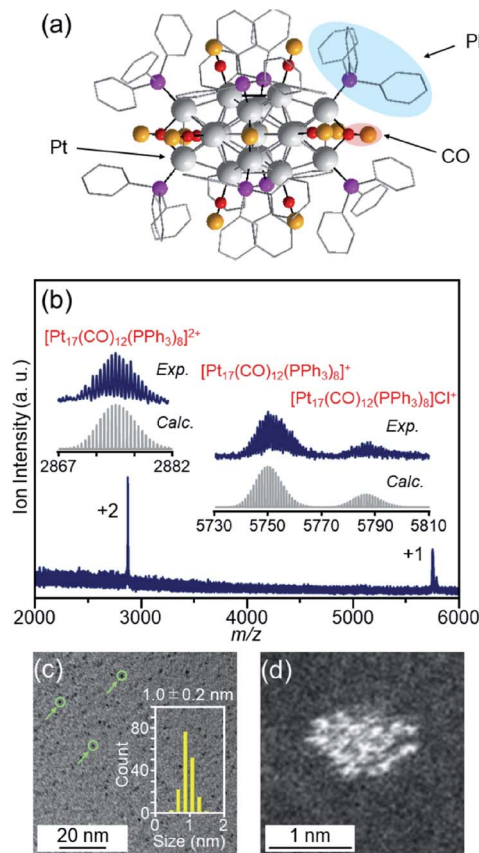 (a)
Pt
CO
(b)
[Pt17(CO)12(PPh3)8]2+
Exp.
Calc.
2867 2882
[Pt17(CO)12(PPh3)8]+
[Pt17(CO)12(PPh3)8]Cl+
Exp.
Calc.
5730 5750 5770 5790 5810
+2
+1
Ion Intensity (a. u.)
2000 3000 4000 5000 6000
m/z
(c)
1.0 ± 0.2 nm
80
40
0
Count
0 1 2
Size (nm)
20 nm
(d)
1 nm